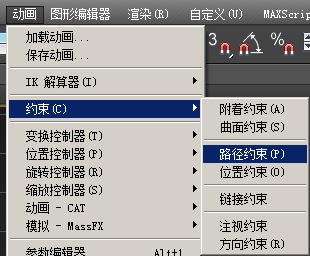 动画 图形编辑器 渲染(R) 自定义(U) MAXScrip
3 %
加载动画...
保存动画...
IK 解算器(I)
约束(C)
变换控制器(T)
位置控制器(P)
旋转控制器(R)
缩放控制器(S)
动画 - CAT
模拟 - MassFX
参数编辑器 Alt+1
附着约束(A)
曲面约束(S)
路径约束(P)
位置约束(O)
链接约束
注视约束
方向约束(R)